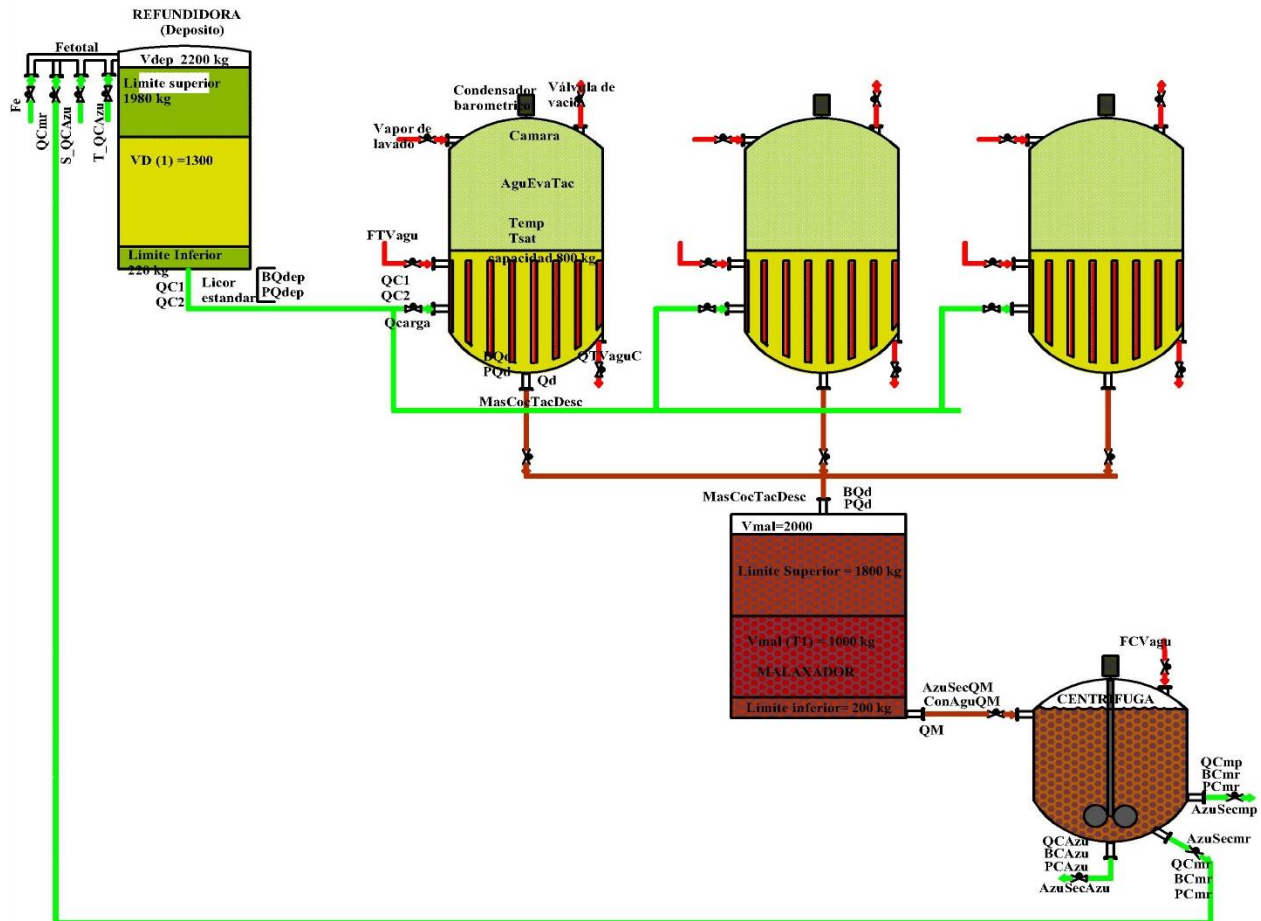 REFUNDIDORA
(Deposito)
Fetotal
Vdep 2200 kg
Limite superior
1980 kg
Fe
QCmr
S_QCAzu
T_QCAzu
VD (1) =1300
Limite Inferior
220 kg
QC1
QC2
Licor
estandar
BQdep
PQdep
Condensador
barometrico
Válvula de
vacio
Vapor de
lavado
Camara
AguEvaTac
Temp
Tsat
capacidad 800 kg
FTVagu
QC1
QC2
Qcarga
BQd
PQd
QTVaguC
Qd
MasCocTacDesc
MasCocTacDesc
BQd
PQd
Vmal=2000
Limite Superior = 1800 kg
Vmal (T1) = 1000 kg
MALAXADOR
Limite inferior= 200 kg
AzuSecQM
ConAguQM
QM
FCVagu
CENTRIFUGA
QCmp
BCmr
PCmr
AzuSecmp
AzuSecmr
QCmr
BCmr
PCmr
QCAzu
BCAzu
PCAzu
AzuSecAzu